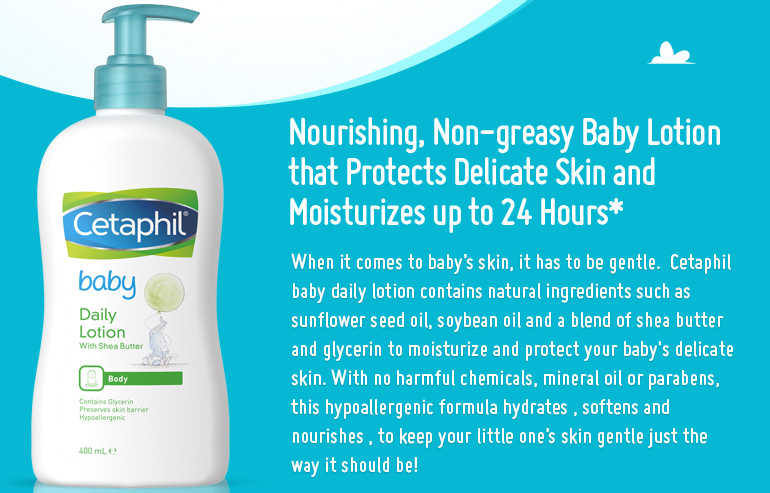 Cetaphil®
baby
Daily
Lotion
With Shea Butter
Body
Contains Glycerin
Preserves skin barrier
Hypoallergenic
400 mL ℮
Nourishing, Non-greasy Baby Lotion
that Protects Delicate Skin and
Moisturizes up to 24 Hours*
When it comes to baby's skin, it has to be gentle. Cetaphil
baby daily lotion contains natural ingredients such as
sunflower seed oil, soybean oil and a blend of shea butter
and glycerin to moisturize and protect your baby's delicate
skin. With no harmful chemicals, mineral oil or parabens,
this hypoallergenic formula hydrates , softens and
nourishes , to keep your little one's skin gentle just the
way it should be!